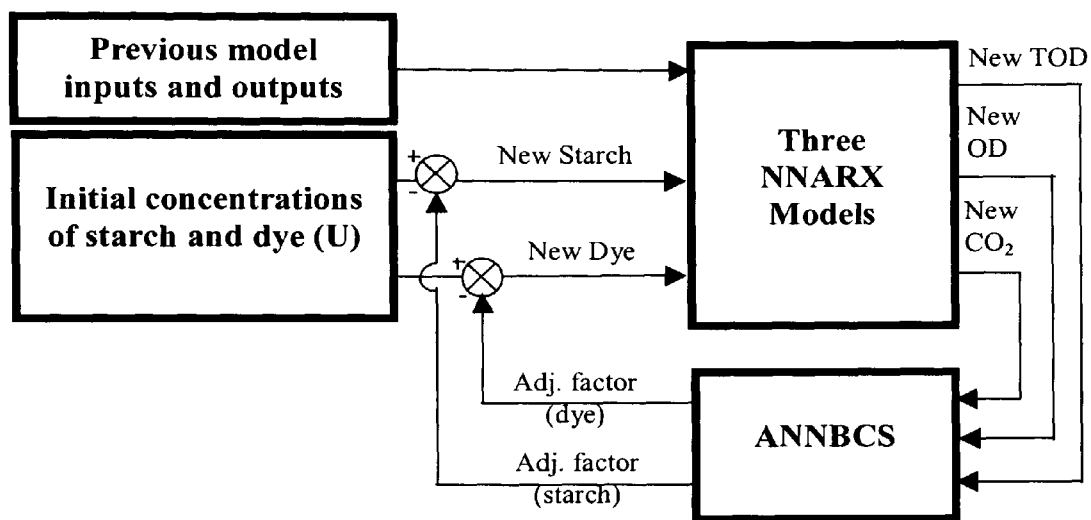 Previous model
inputs and outputs
Initial concentrations
of starch and dye (U)
+
-
New Starch
+
-
New Dye
Three
NNARX
Models
New TOD
New
OD
New
CO₂
Adj. factor
(dye)
Adj. factor
(starch)
ANNBCS